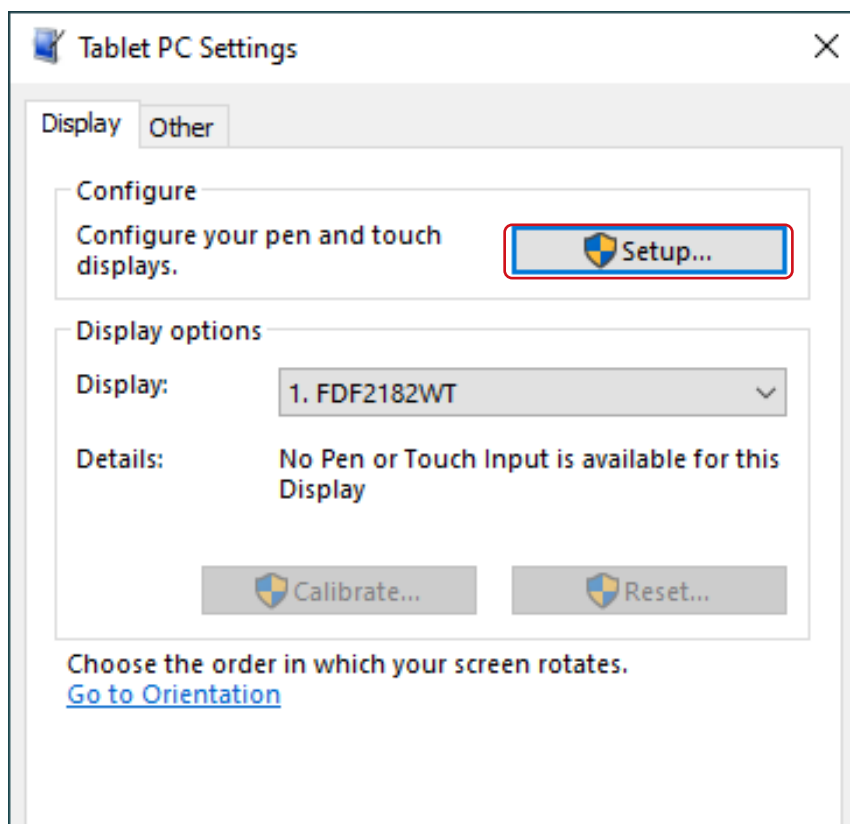 Tablet PC Settings
Display
Other
Configure
Configure your pen and touch
displays.
Setup...
Display options
Display:
1. FDF2182WT
Details:
No Pen or Touch Input is available for this
Display
Calibrate...
Reset...
Choose the order in which your screen rotates.
Go to Orientation